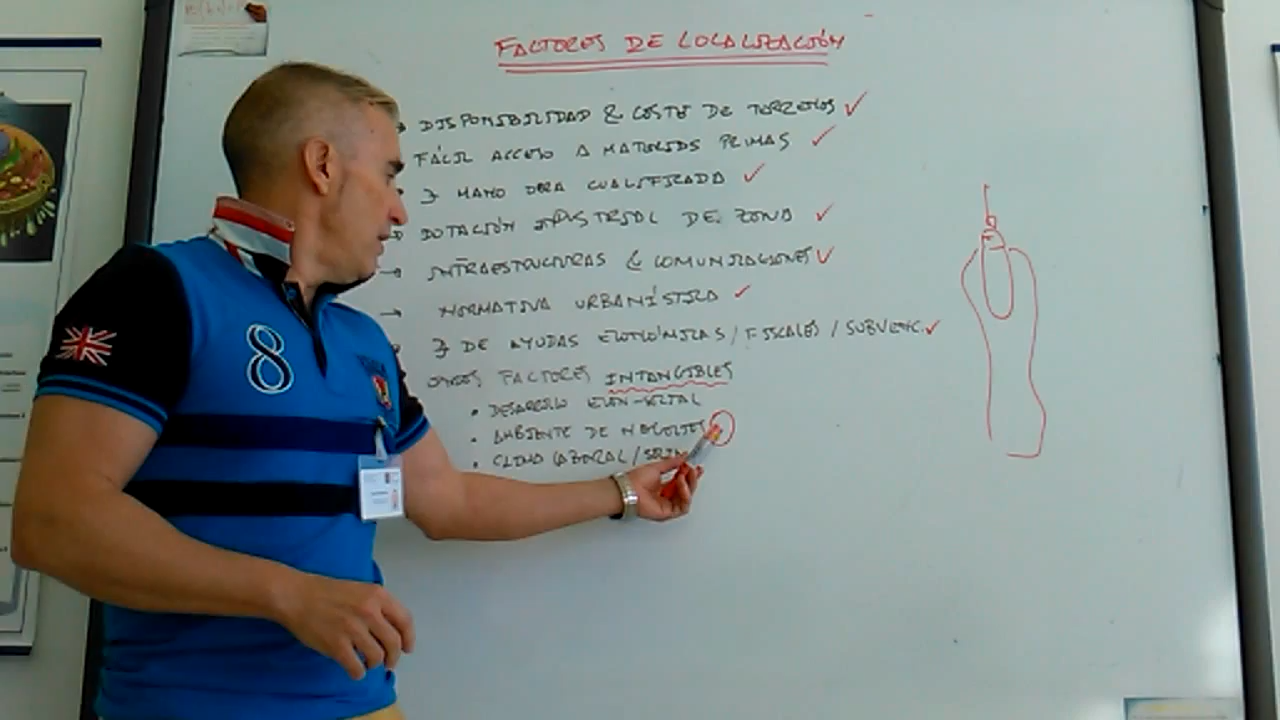 FACTORES DE LOCALIZACIÓN
DISPONIBILIDAD & COSTE DE TERRENOS ✓
FÁCIL ACCESO A MATERIAS PRIMAS ✓
∃ MANO OBRA CUALIFICADA ✓
DOTACIÓN INDUSTRIAL DE ZONA ✓
→ INFRAESTRUCTURAS & COMUNICACIONES ✓
→ NORMATIVA URBANÍSTICA ✓
∃ DE AYUDAS ECONÓMICAS / FISCALES / SUBVENC. ✓
OTROS FACTORES INTANGIBLES
• DESARROLLO ECON-SOCIAL
• AMBIENTE DE NEGOCIOS
• CLIMA LABORAL /
8